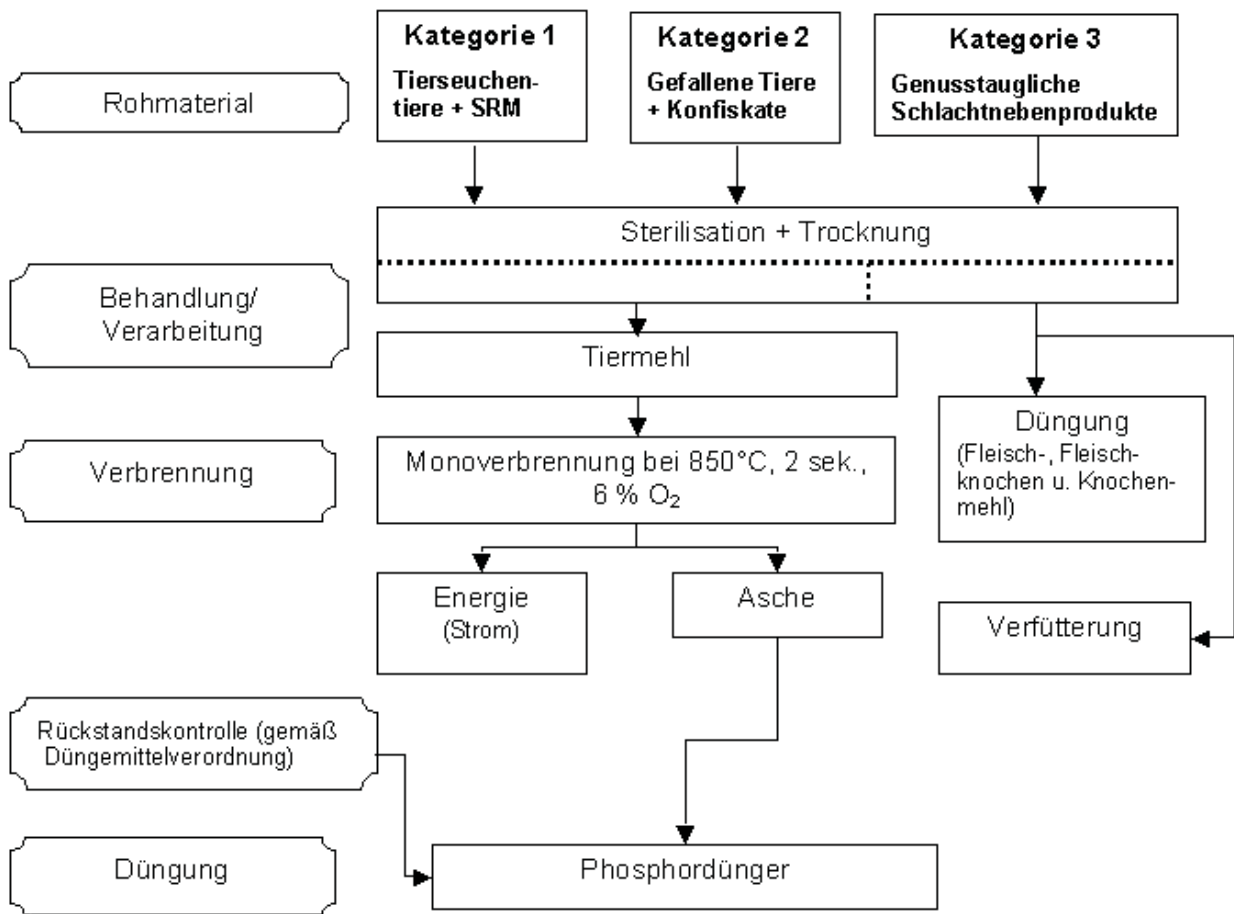 Kategorie 1
Tierseuchen-
tiere + SRM
Kategorie 2
Gefallene Tiere
+ Konfiskate
Kategorie 3
Genusstaugliche
Schlachtnebenprodukte
Rohmaterial
Sterilisation + Trocknung
Behandlung/
Verarbeitung
Tiermehl
Düngung
(Fleisch-, Fleisch-
knochen u. Knochen-
mehl)
Verbrennung
Monoverbrennung bei 850°C, 2 sek.,
6 % O₂
Energie
(Strom)
Asche
Verfütterung
Rückstandskontrolle (gemäß
Düngemittelverordnung)
Düngung
Phosphordünger